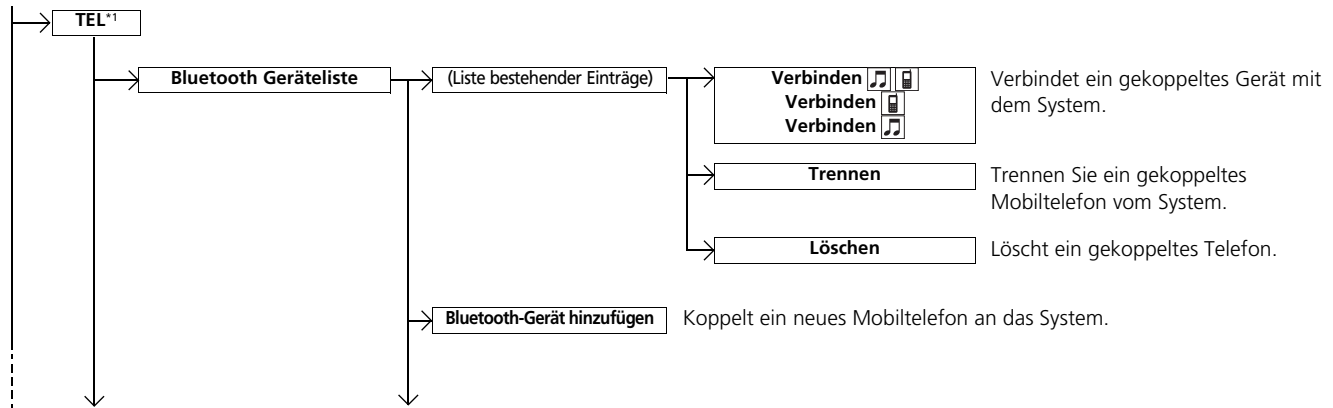 TEL*1
Bluetooth Geräteliste
(Liste bestehender Einträge)
Verbinden
Verbinden
Verbinden
Verbindet ein gekoppeltes Gerät mit
dem System.
Trennen
Trennen Sie ein gekoppeltes
Mobiltelefon vom System.
Löschen
Löscht ein gekoppeltes Telefon.
Bluetooth-Gerät hinzufügen
Koppelt ein neues Mobiltelefon an das System.